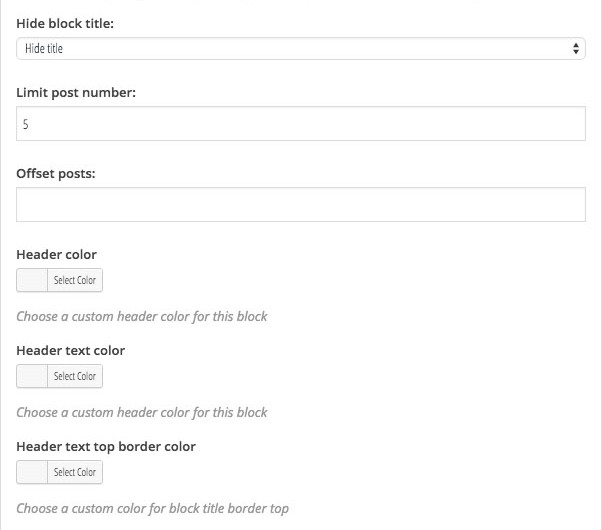 Hide block title:
Hide title
Limit post number:
5
Offset posts:
Header color
Select Color
Choose a custom header color for this block
Header text color
Select Color
Choose a custom header color for this block
Header text top border color
Select Color
Choose a custom color for block title border top